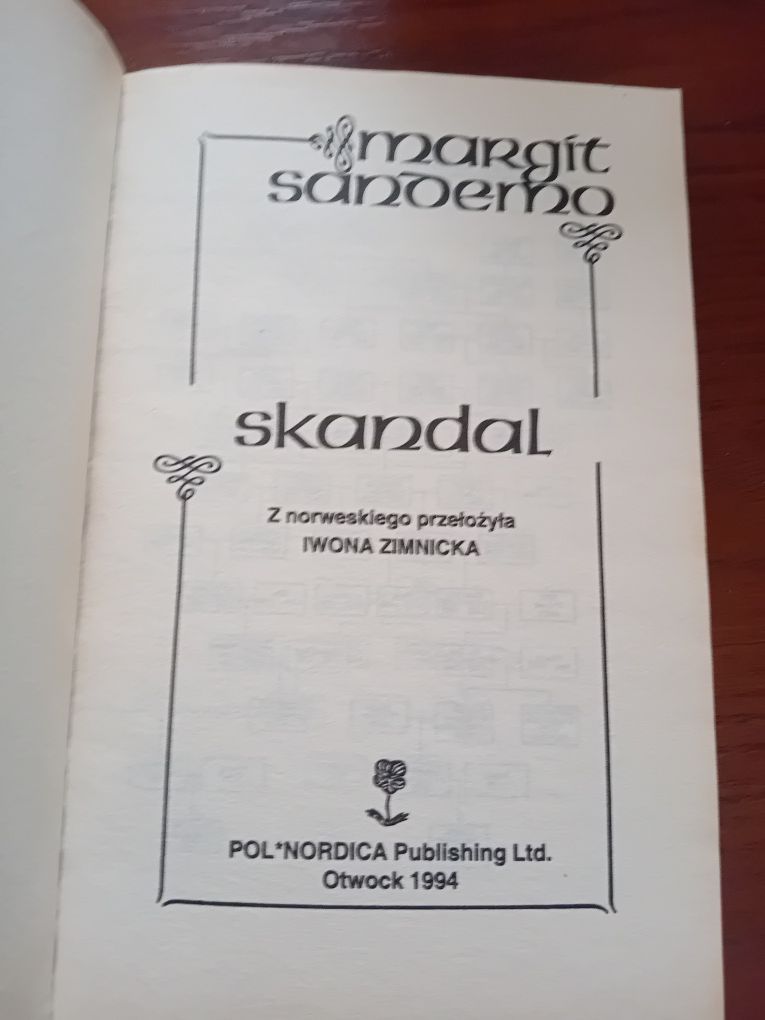 margit
sandemo
skandal
Z norweskiego przełożyła
IWONA ZIMNICKA
POL*NORDICA Publishing Ltd.
Otwock 1994